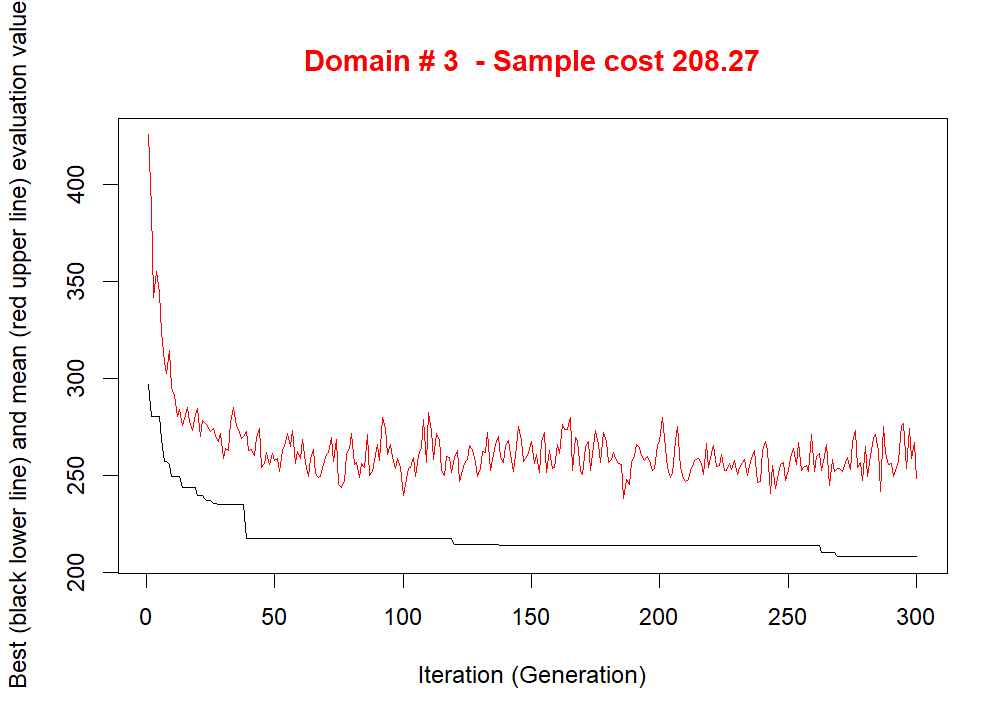 Domain # 3  - Sample cost 208.27
Best (black lower line) and mean (red upper line) evaluation value
400
350
300
250
200
0 50 100 150 200 250 300
Iteration (Generation)